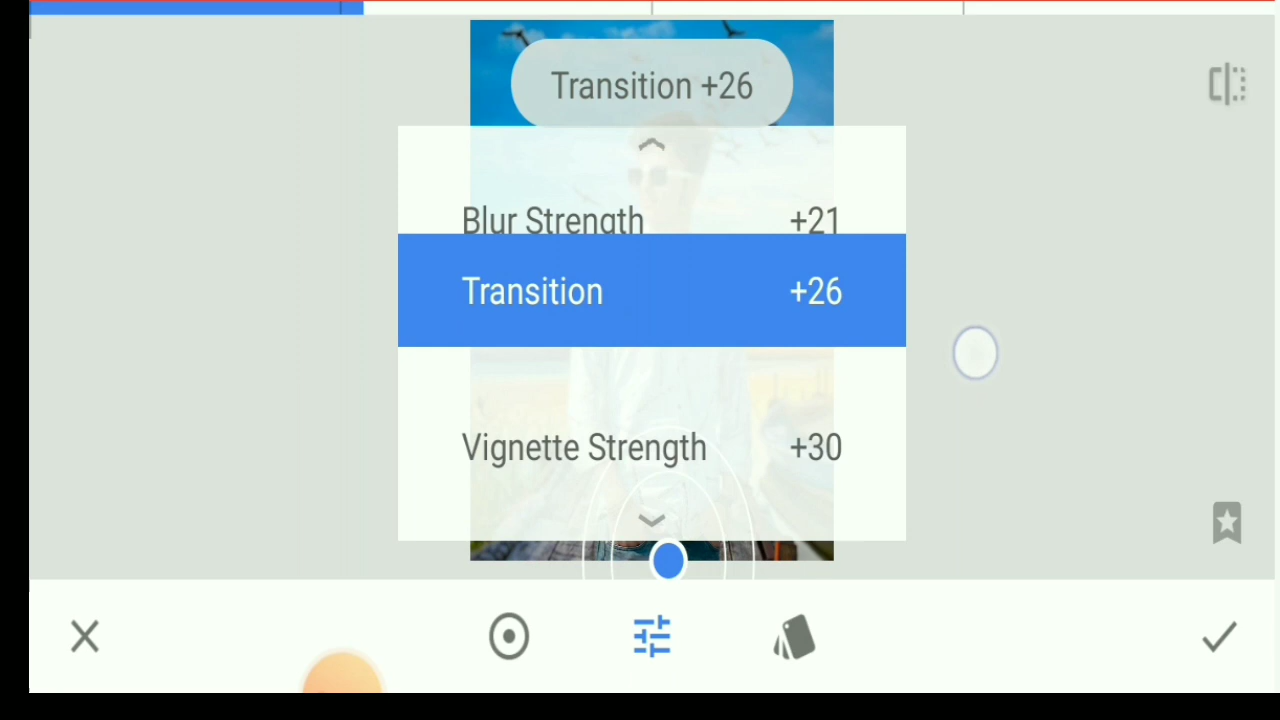 Transition +26
Blur Strength +21
Transition +26
Vignette Strength +30